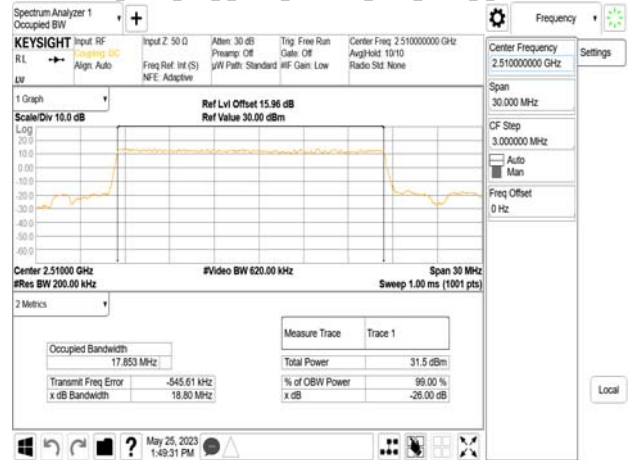 Spectrum Analyzer 1
Occupied BW
Frequency
KEYSIGHT
Input: RF
Coupling: DC
Align: Auto
Input Z: 50 Ω
Freq Ref: Int (S)
NFE: Adaptive
Atten: 30 dB
Preamp: Off
µW Path: Standard
Trig: Free Run
Gate: Off
#IF Gain: Low
Center Freq: 2.510000000 GHz
Avg|Hold: 10/10
Radio Std: None
RL
LV
Center Frequency
2.510000000 GHz
Settings
Span
30.000 MHz
CF Step
3.000000 MHz
Auto
Man
Freq Offset
0 Hz
Local
1 Graph
Scale/Div 10.0 dB
Ref Lvl Offset 15.96 dB
Ref Value 30.00 dBm
Log
20.0
10.0
0.00
-10.0
-20.0
-30.0
-40.0
-50.0
-60.0
Center 2.51000 GHz
#Video BW 620.00 kHz
Span 30 MHz
#Res BW 200.00 kHz
Sweep 1.00 ms (1001 pts)
2 Metrics
Measure Trace Trace 1
Occupied Bandwidth
17.853 MHz
Total Power 31.5 dBm
Transmit Freq Error -545.61 kHz
% of OBW Power 99.00 %
x dB Bandwidth 18.80 MHz
x dB -26.00 dB
?
May 25, 2023
1:49:31 PM